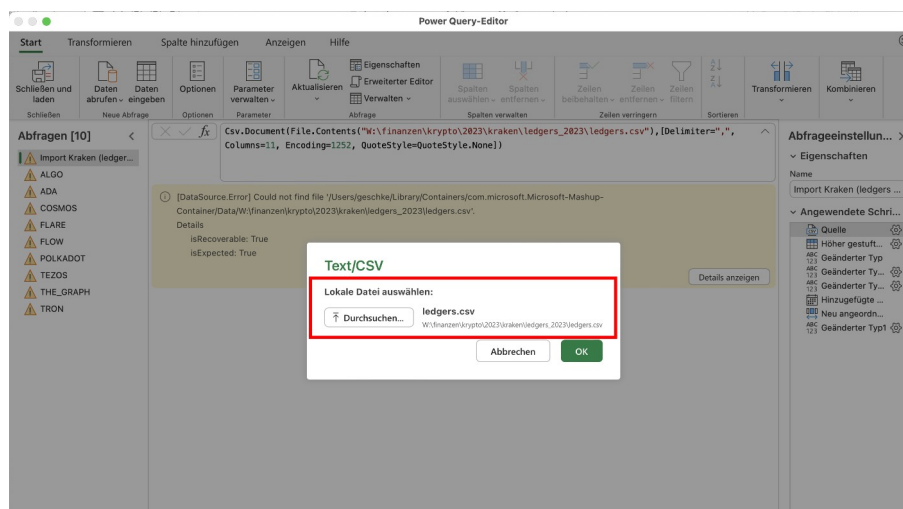 Power Query-Editor
Start Transformieren Spalte hinzufügen Anzeigen Hilfe
Schließen und laden
Daten abrufen
Daten eingeben
Optionen
Parameter verwalten
Aktualisieren
Eigenschaften
Erweiterter Editor
Verwalten
Spalten auswählen
Spalten entfernen
Zeilen beibehalten
Zeilen entfernen
Zeilen filtern
Transformieren
Kombinieren
Schließen Neue Abfrage Optionen Parameter Abfrage Spalten verwalten Zeilen verringern Sortieren
Abfragen [10]
Import Kraken (ledger...
ALGO
ADA
COSMOS
FLARE
FLOW
POLKADOT
TEZOS
THE_GRAPH
TRON
fx
Csv.Document(File.Contents("W:\finanzen\krypto\2023\kraken\ledgers_2023\ledgers.csv"),[Delimiter=",",
Columns=11, Encoding=1252, QuoteStyle=QuoteStyle.None])
[DataSource.Error] Could not find file '/Users/geschke/Library/Containers/com.microsoft.Microsoft-Mashup-
Container/Data/W:\finanzen\krypto\2023\kraken\ledgers_2023\ledgers.csv'.
Details
isRecoverable: True
isExpected: True
Details anzeigen
Text/CSV
Lokale Datei auswählen:
Durchsuchen...
ledgers.csv
W:\finanzen\krypto\2023\kraken\ledgers_2023\ledgers.csv
Abbrechen OK
Abfrageeinstellun...
Eigenschaften
Name
Import Kraken (ledgers ...
Angewendete Schri...
Quelle
Höher gestuft...
Geänderter Typ
Geänderter Ty...
Geänderter Ty...
Hinzugefügte ...
Neu angeordn...
Geänderter Typ1